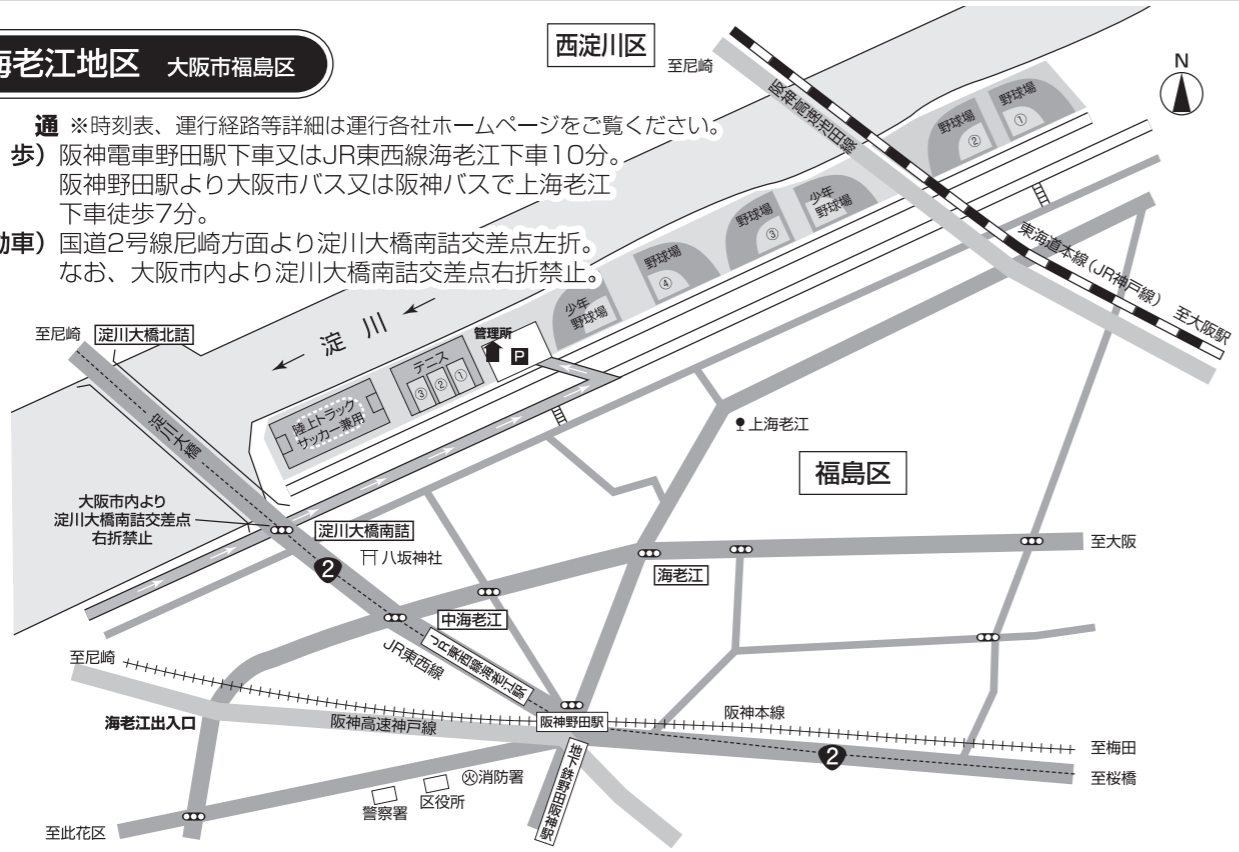 海老江地区 大阪市福島区
通 ※時刻表、運行経路等詳細は運行各社ホームページをご覧ください。
歩）阪神電車野田駅下車又はJR東西線海老江下車10分。
阪神野田駅より大阪市バス又は阪神バスで上海老江
下車徒歩7分。
動車）国道2号線尼崎方面より淀川大橋南詰交差点左折。
なお、大阪市内より淀川大橋南詰交差点右折禁止。
西淀川区
至尼崎
N
阪神高速池田線
野球場
①
野球場
②
少年
野球場
野球場
③
野球場
④
少年
野球場
東海道本線（JR神戸線）
至大阪駅
至尼崎
淀川大橋北詰
← 淀川 ←
管理所
P
テニス
③ ② ①
陸上トラック
サッカー兼用
淀川大橋
上海老江
福島区
大阪市内より
淀川大橋南詰交差点
右折禁止
淀川大橋南詰
2
八坂神社
海老江
至大阪
中海老江
JR東西線
JR東西線海老江駅
至尼崎
海老江出入口
阪神高速神戸線
阪神野田駅
阪神本線
2
至梅田
至桜橋
地下鉄野田阪神駅
火消防署
区役所
警察署
至此花区